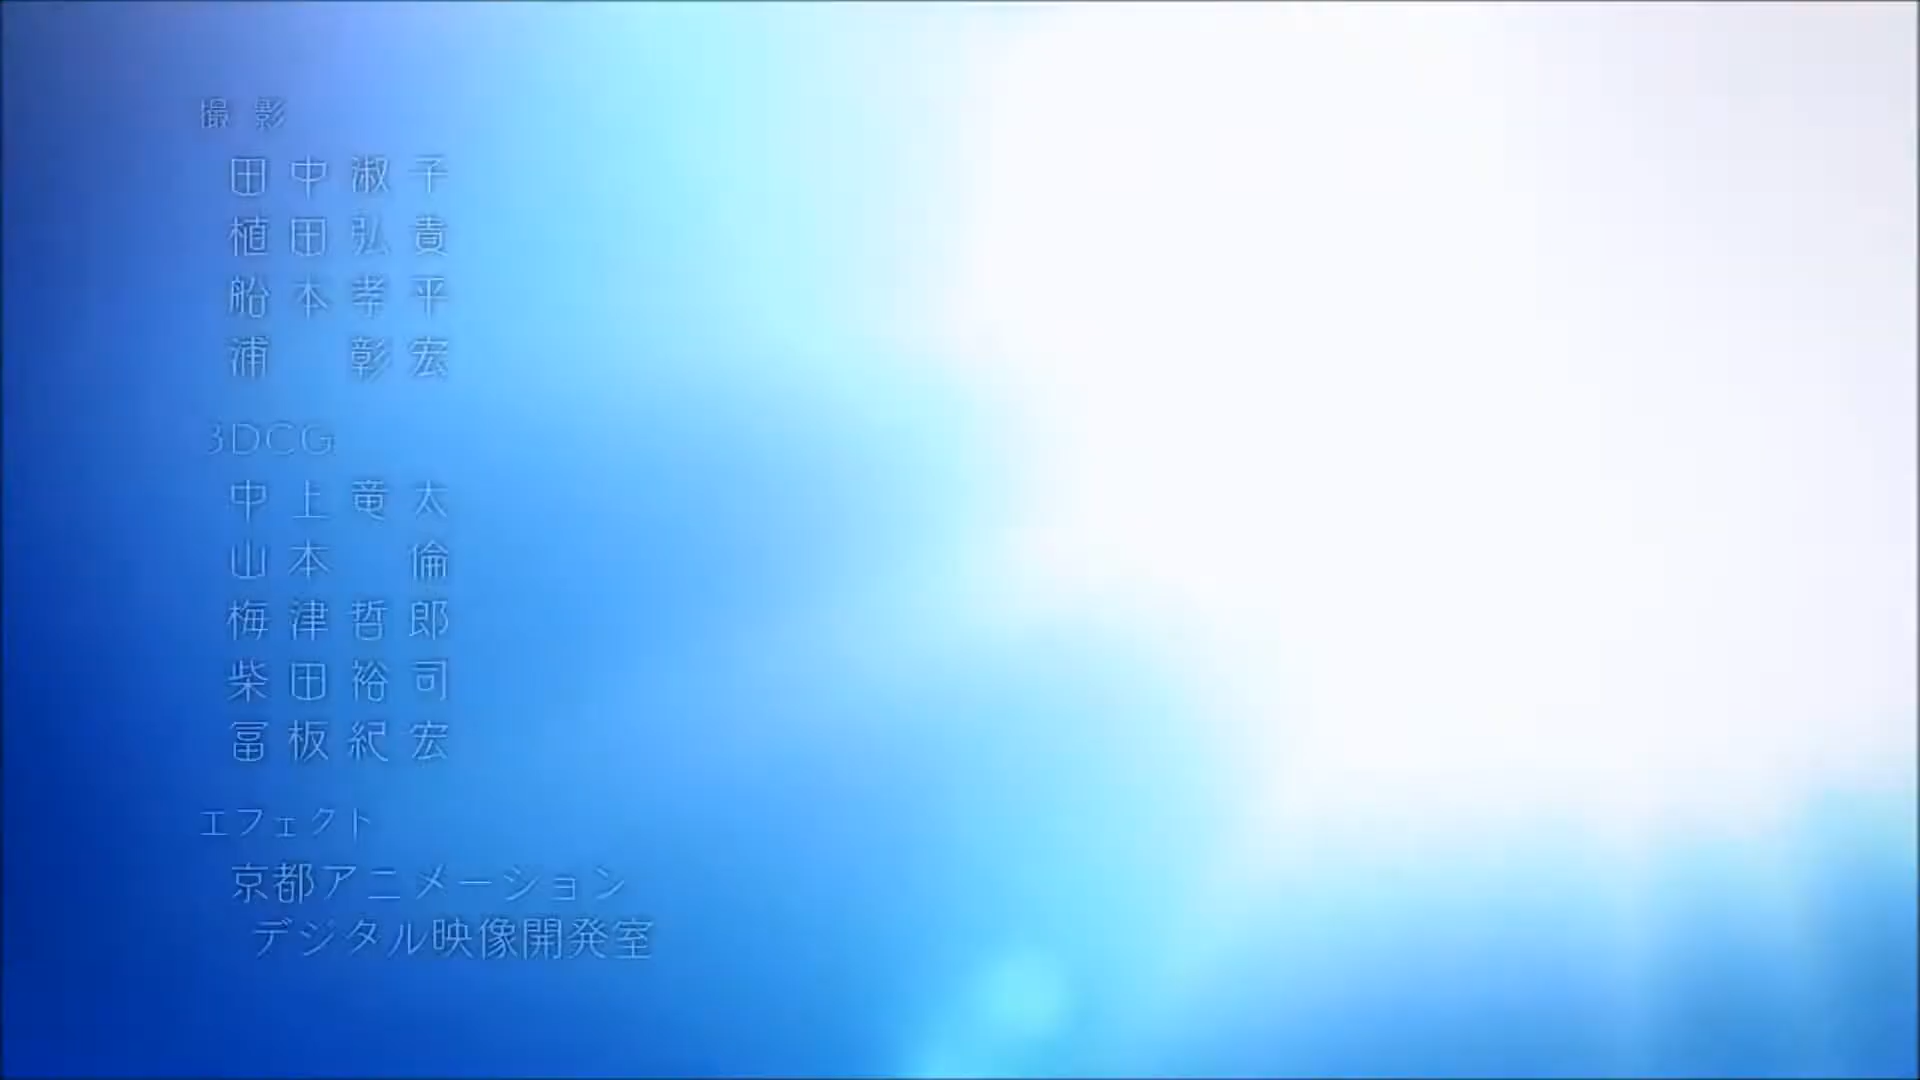 撮影
田中淑子
植田弘貴
船本孝平
浦 彰宏
3DCG
中上竜太
山本 倫
梅津哲郎
柴田裕司
冨板紀宏
エフェクト
京都アニメーション
デジタル映像開発室